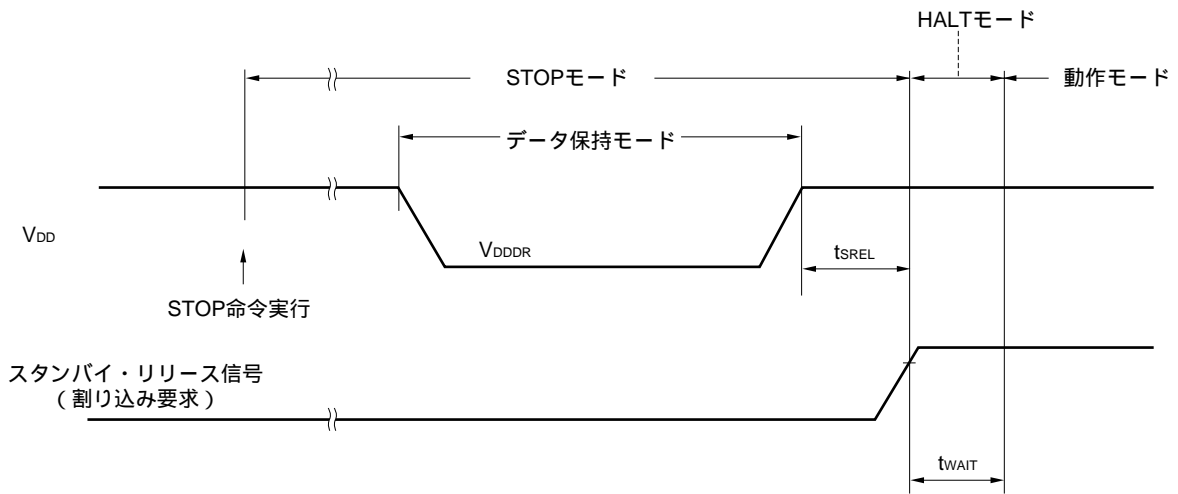 HALTモード
STOPモード
動作モード
データ保持モード
VDD
VDDDR
tSREL
STOP命令実行
スタンバイ・リリース信号
(割り込み要求)
tWAIT